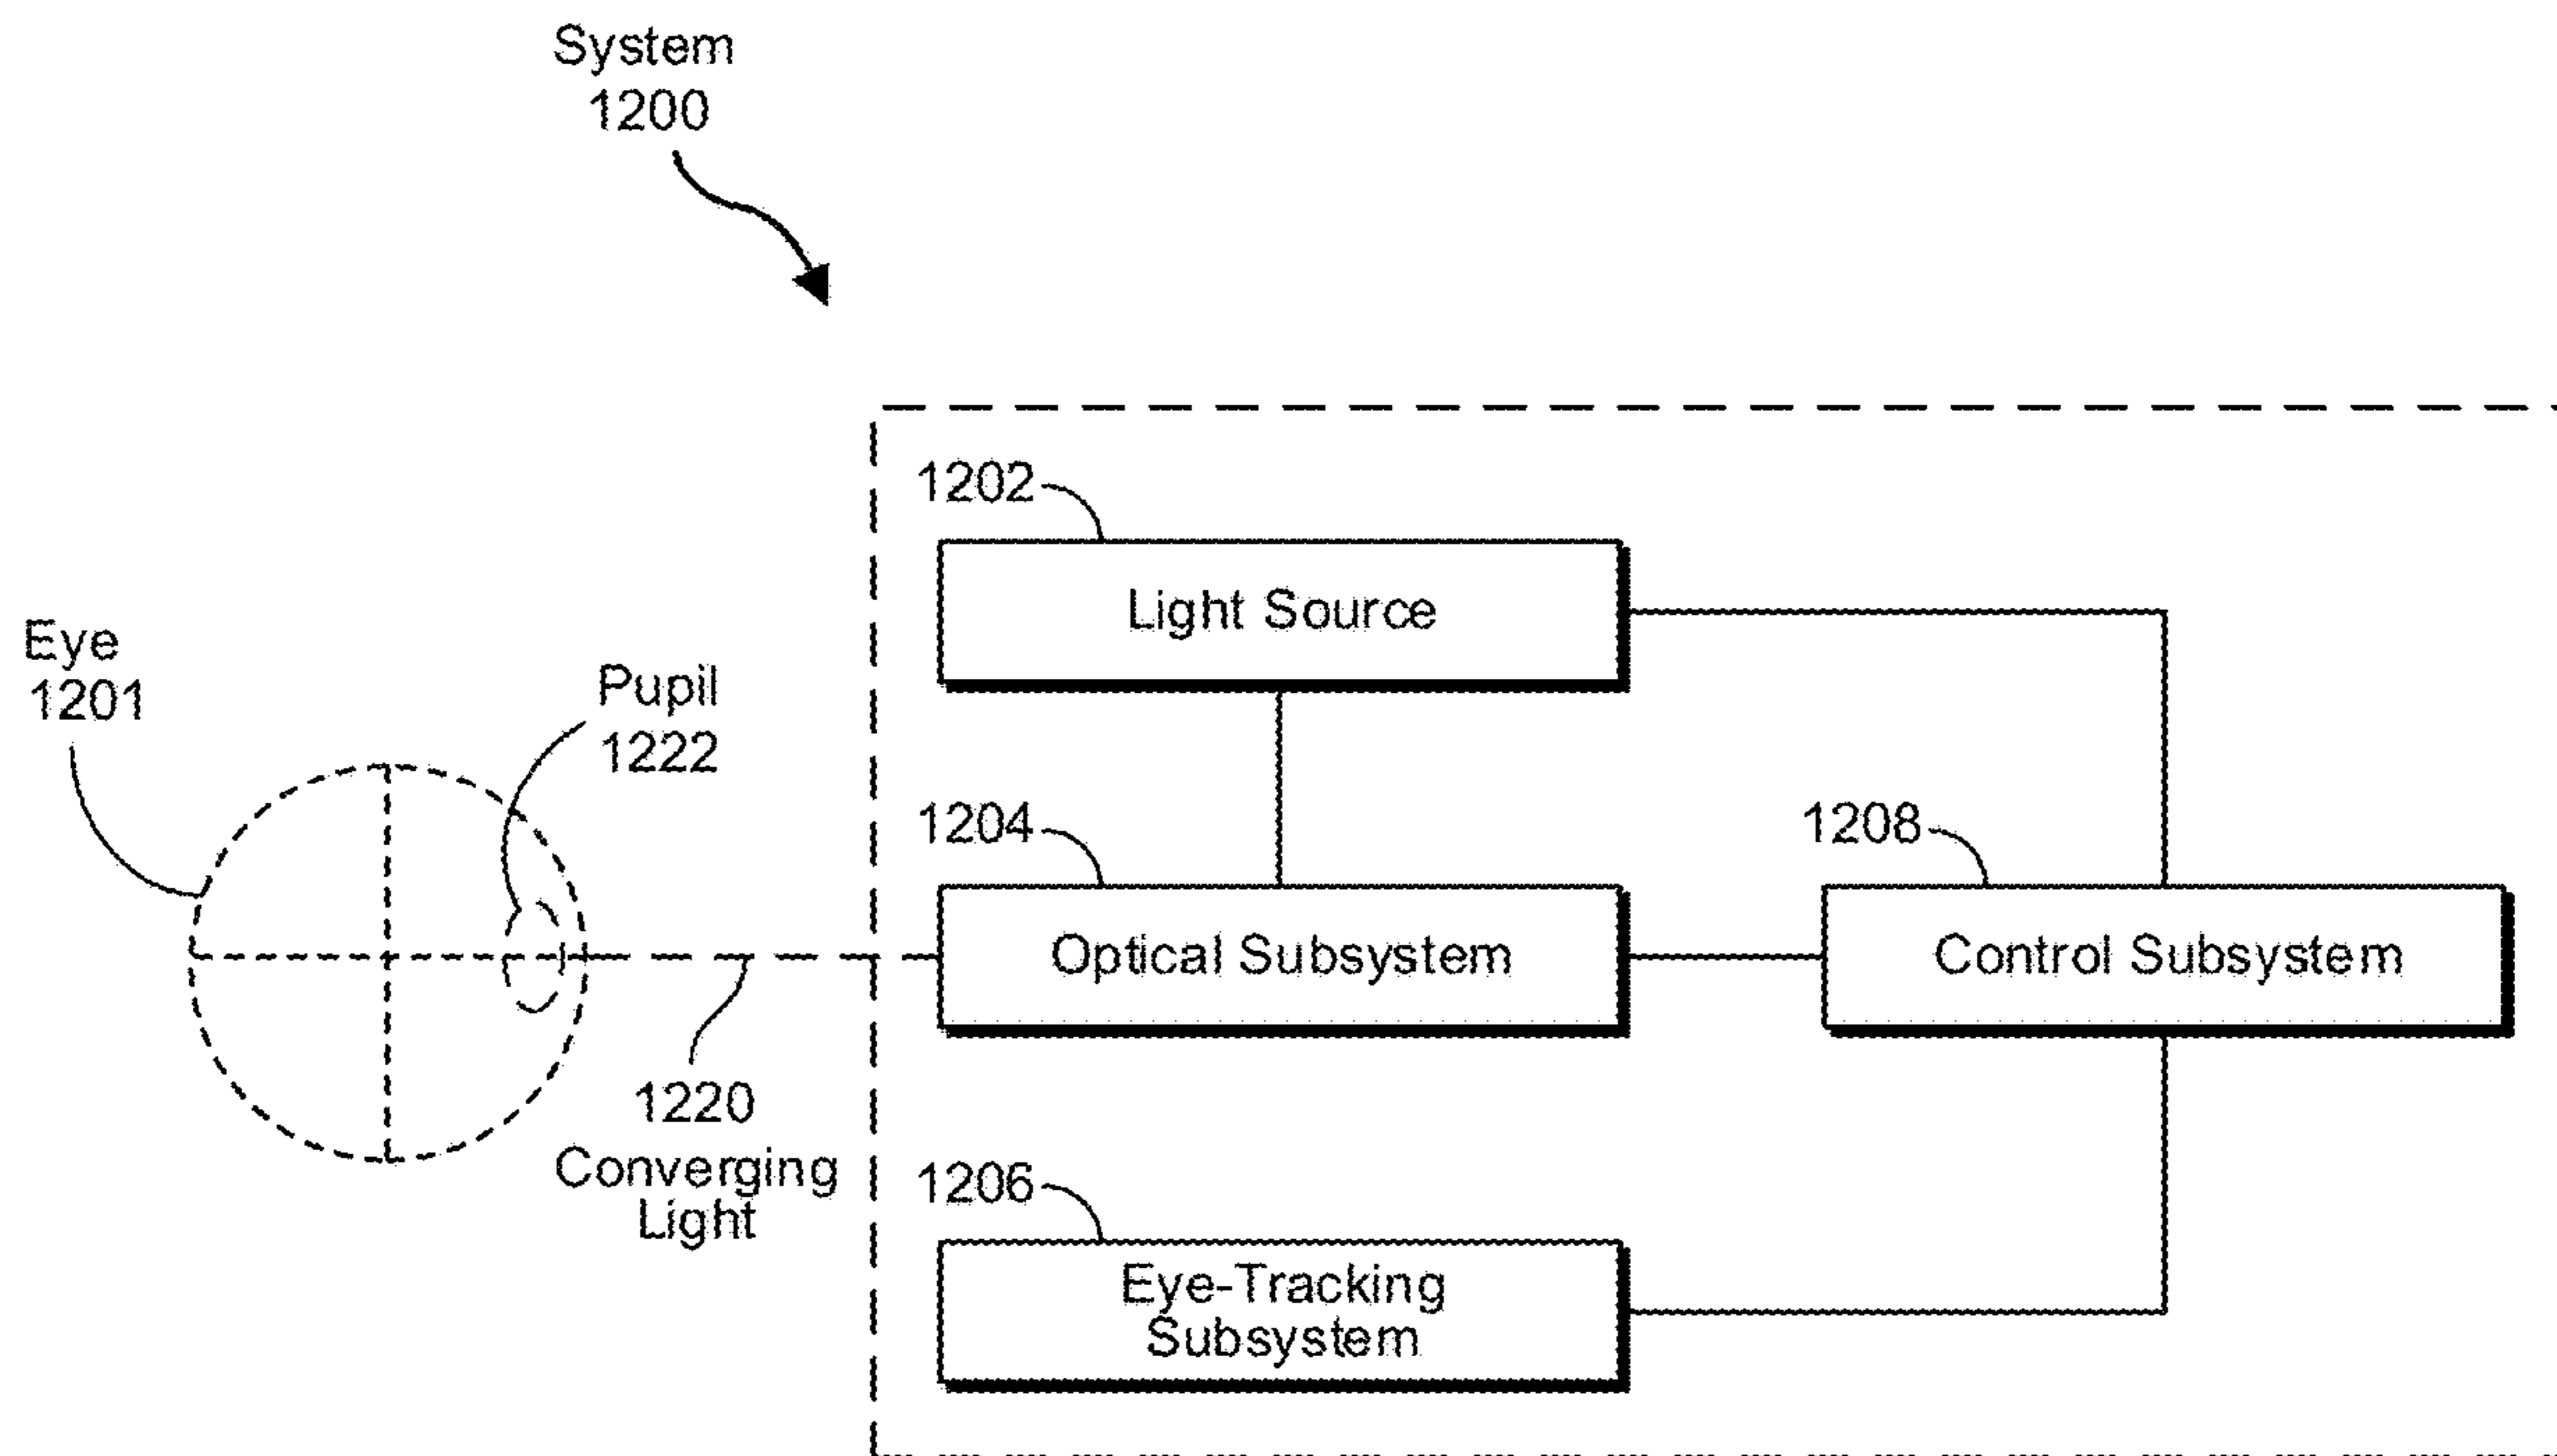 System
1200
1202
Light Source
Eye
1201
Pupil
1222
1204
Optical Subsystem
1208
Control Subsystem
1220
Converging
Light
1206
Eye-Tracking
Subsystem